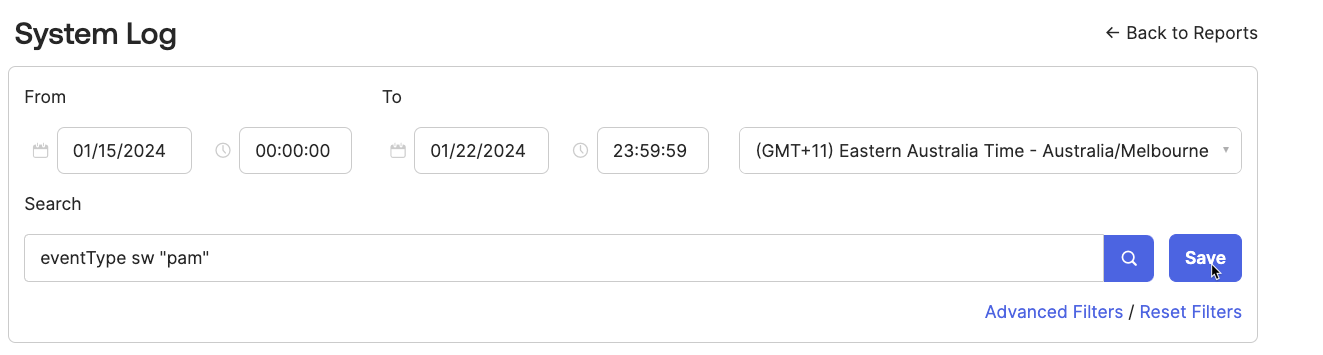 System Log
← Back to Reports
From To
01/15/2024 00:00:00 01/22/2024 23:59:59 (GMT+11) Eastern Australia Time - Australia/Melbourne
Search
eventType sw "pam" Save
Advanced Filters / Reset Filters